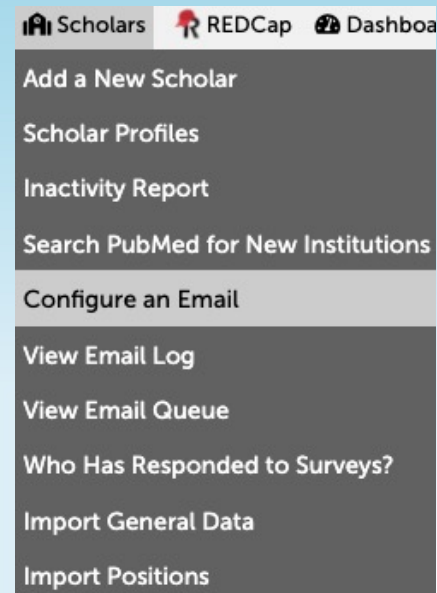 Scholars REDCap Dashboa
Add a New Scholar
Scholar Profiles
Inactivity Report
Search PubMed for New Institutions
Configure an Email
View Email Log
View Email Queue
Who Has Responded to Surveys?
Import General Data
Import Positions